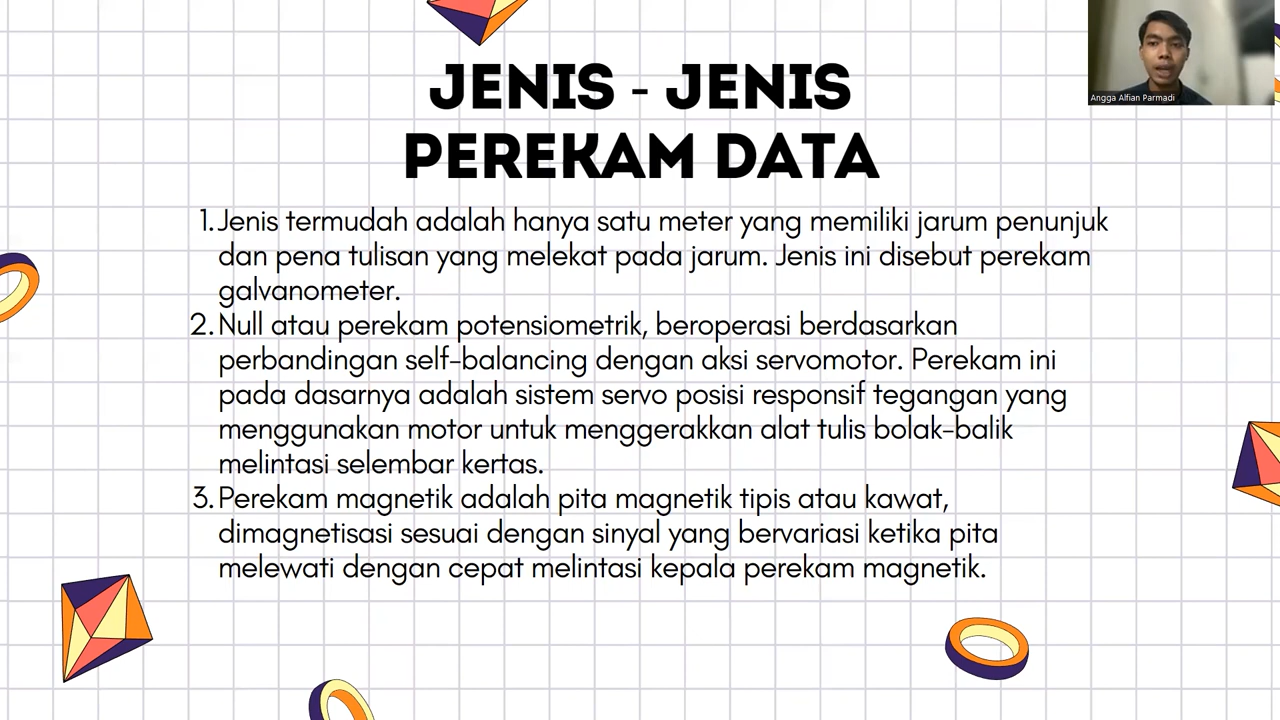 JENIS - JENIS
PEREKAM DATA
Angga Alfian Parmadi
1. Jenis termudah adalah hanya satu meter yang memiliki jarum penunjuk
dan pena tulisan yang melekat pada jarum. Jenis ini disebut perekam
galvanometer.
2. Null atau perekam potensiometrik, beroperasi berdasarkan
perbandingan self-balancing dengan aksi servomotor. Perekam ini
pada dasarnya adalah sistem servo posisi responsif tegangan yang
menggunakan motor untuk menggerakkan alat tulis bolak-balik
melintasi selembar kertas.
3. Perekam magnetik adalah pita magnetik tipis atau kawat,
dimagnetisasi sesuai dengan sinyal yang bervariasi ketika pita
melewati dengan cepat melintasi kepala perekam magnetik.